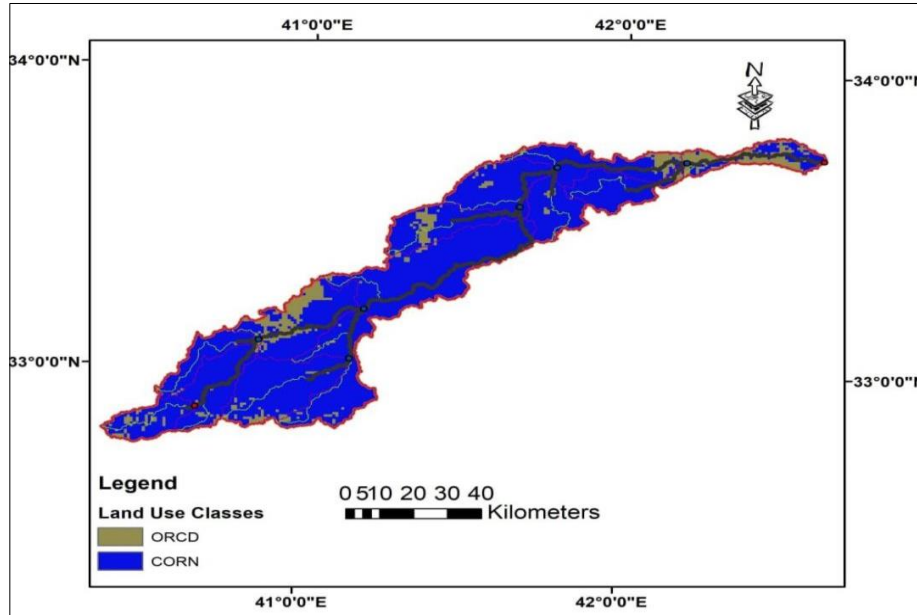 41°0'0"E 42°0'0"E
34°0'0"N 34°0'0"N
N
33°0'0"N 33°0'0"N
Legend
Land Use Classes
ORCD
CORN
0 5 10 20 30 40
Kilometers
41°0'0"E 42°0'0"E